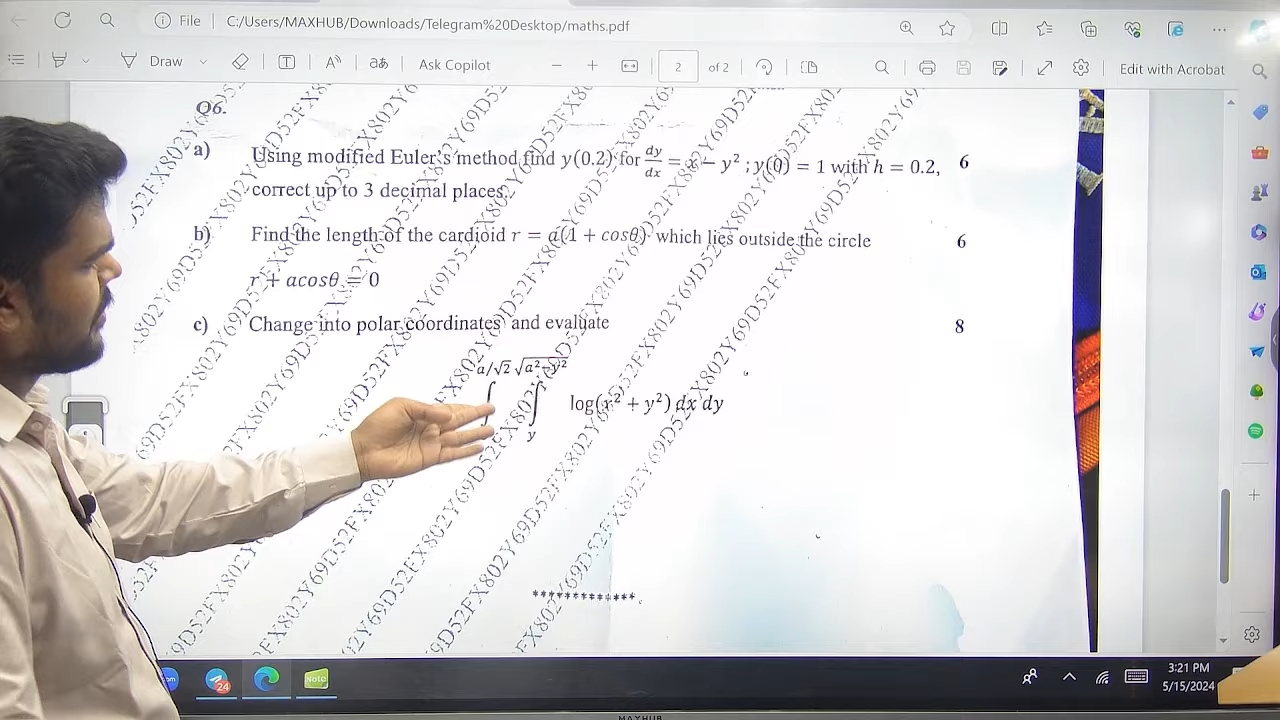 File C:/Users/MAXHUB/Downloads/Telegram%20Desktop/maths.pdf
Draw Ask Copilot 2 of 2 Edit with Acrobat
Q6.
a) Using modified Euler's method find y(0.2) for dy/dx = x − y² ; y(0) = 1 with h = 0.2, 6
correct up to 3 decimal places.
b) Find the length of the cardioid r = a(1 + cosθ) which lies outside the circle 6
r + acosθ = 0
c) Change into polar coordinates and evaluate 8
a/√2 √a² − y²
∫ ∫ log(x² + y²) dx dy
y
************
24
Note
3:21 PM
5/15/2024
MAXHUB